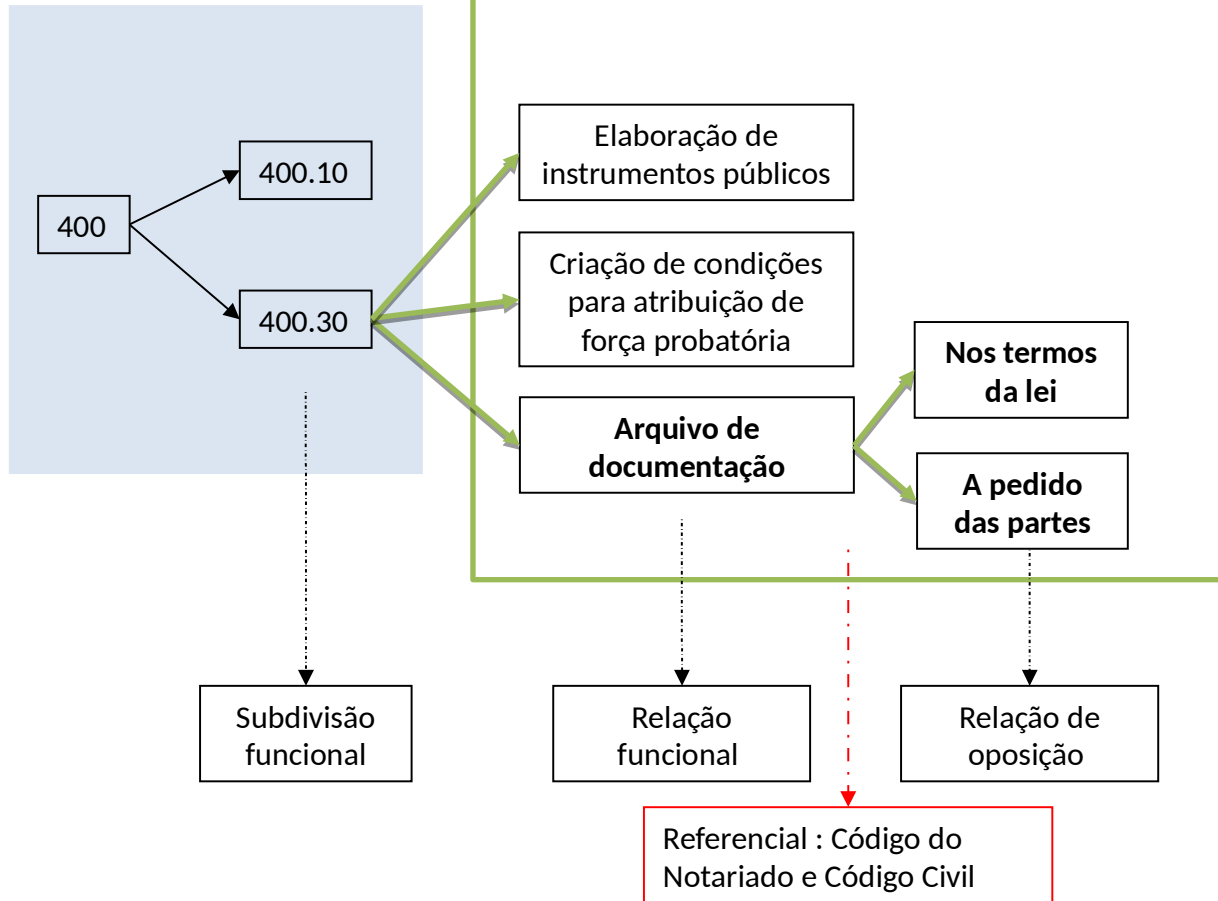 400
400.10
400.30
Elaboração de
instrumentos públicos
Criação de condições
para atribuição de
força probatória
Arquivo de
documentação
Nos termos
da lei
A pedido
das partes
Subdivisão
funcional
Relação
funcional
Relação de
oposição
Referencial : Código do
Notariado e Código Civil